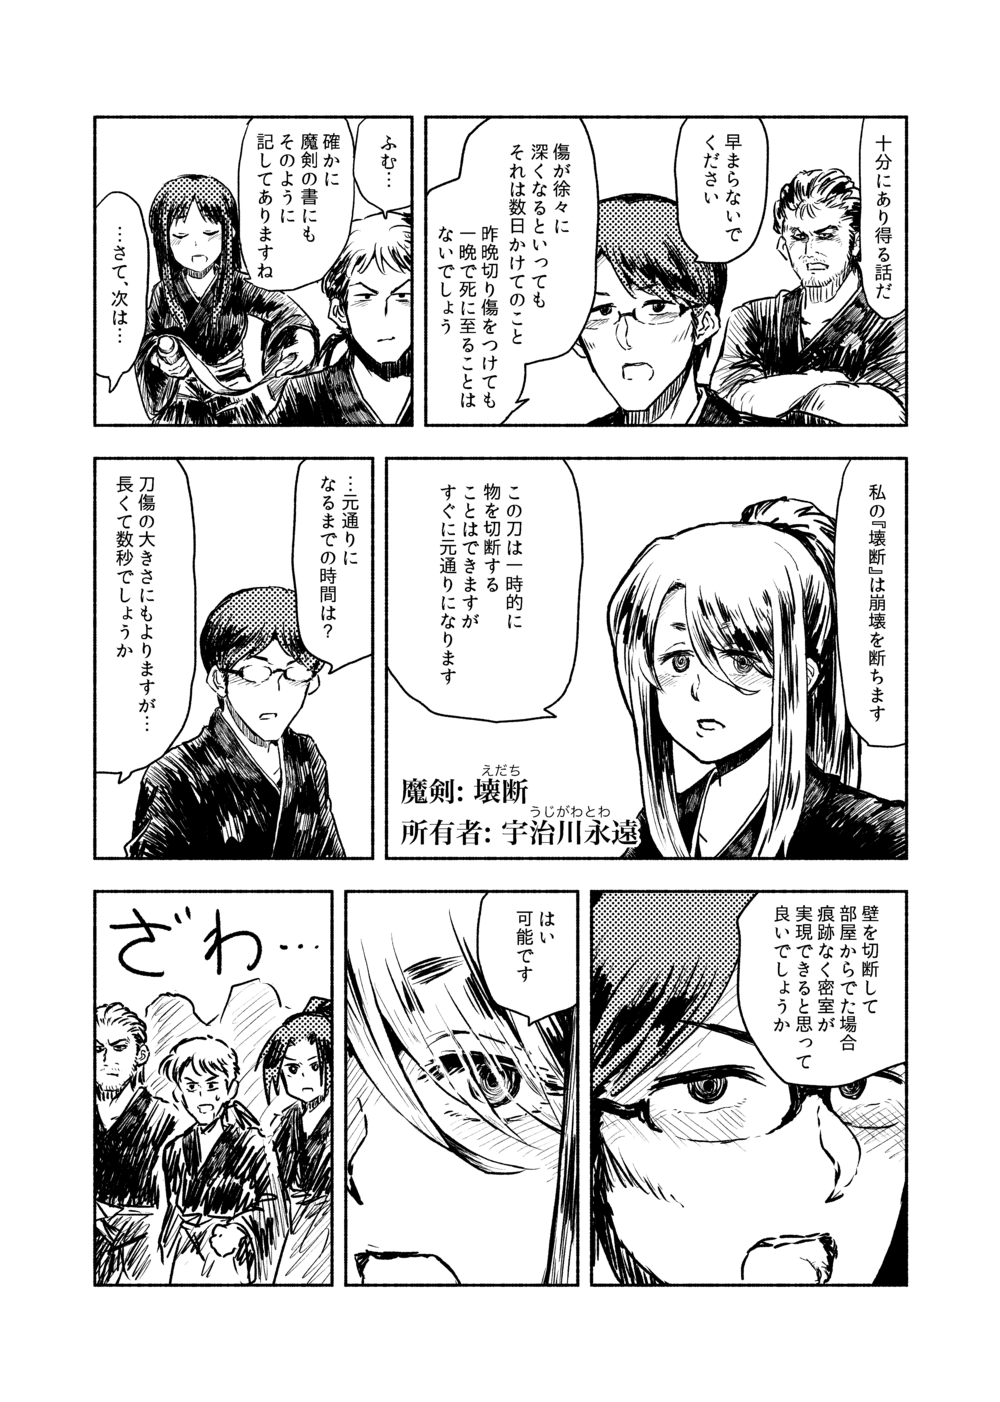 十分にあり得る話だ
早まらないで
ください
傷が徐々に
深くなるといっても
それは数日かけてのこと
昨晩切り傷をつけても
一晩で死に至ることは
ないでしょう
ふむ…
確かに
魔剣の書にも
そのように
記してありますね
…さて、次は…
私の『壊断』は崩壊を断ちます
この刀は一時的に
物を切断する
ことはできますが
すぐに元通りになります
えだち
魔剣: 壊断
うじがわとわ
所有者: 宇治川永遠
…元通りに
なるまでの時間は？
刀傷の大きさにもよりますが…
長くて数秒でしょうか
壁を切断して
部屋からでた場合
痕跡なく密室が
実現できると思って
良いでしょうか
はい
可能です
ざわ…